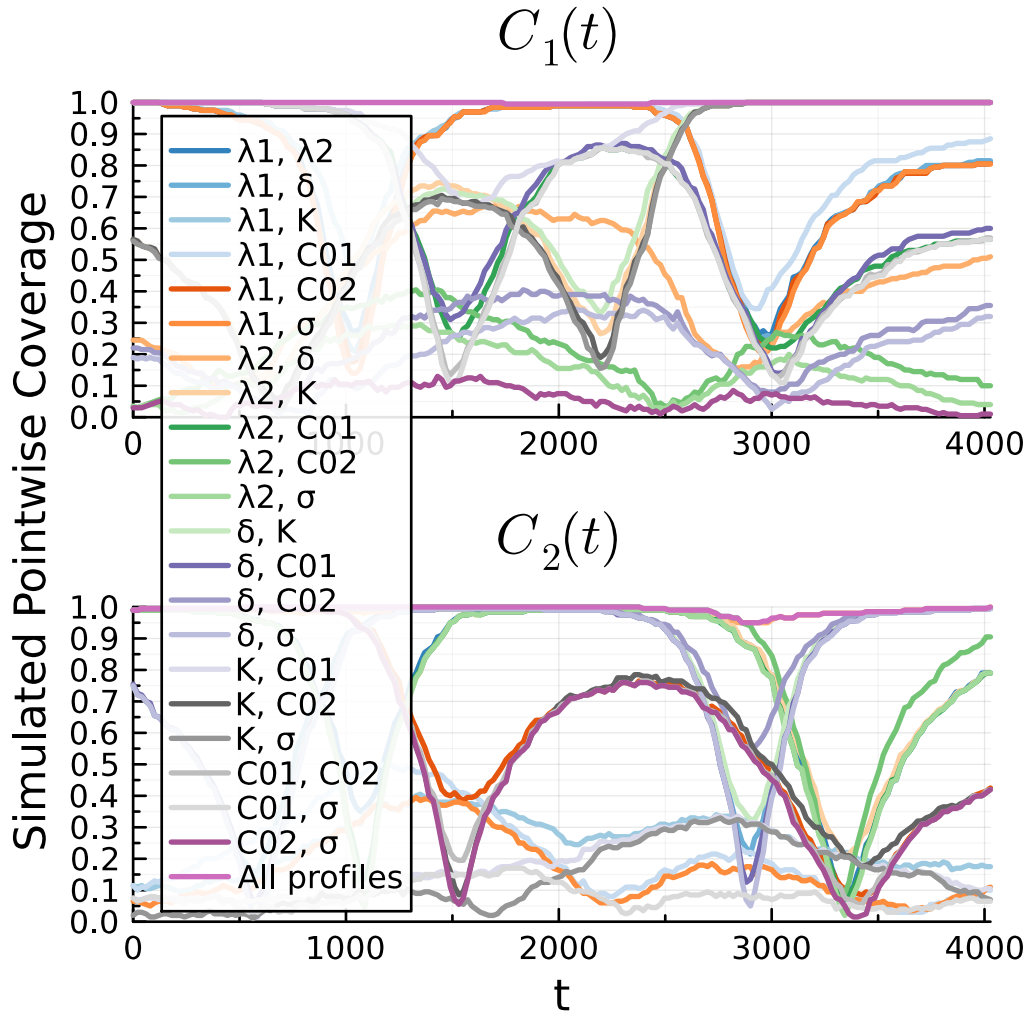 C₁(t)
Simulated Pointwise Coverage
1.0
0.9
0.8
0.7
0.6
0.5
0.4
0.3
0.2
0.1
0.0
0 1000 2000 3000 4000
λ1, λ2
λ1, δ
λ1, K
λ1, C01
λ1, C02
λ1, σ
λ2, δ
λ2, K
λ2, C01
λ2, C02
λ2, σ
δ, K
δ, C01
δ, C02
δ, σ
K, C01
K, C02
K, σ
C01, C02
C01, σ
C02, σ
All profiles
C₂(t)
1.0
0.9
0.8
0.7
0.6
0.5
0.4
0.3
0.2
0.1
0.0
0 1000 2000 3000 4000
t